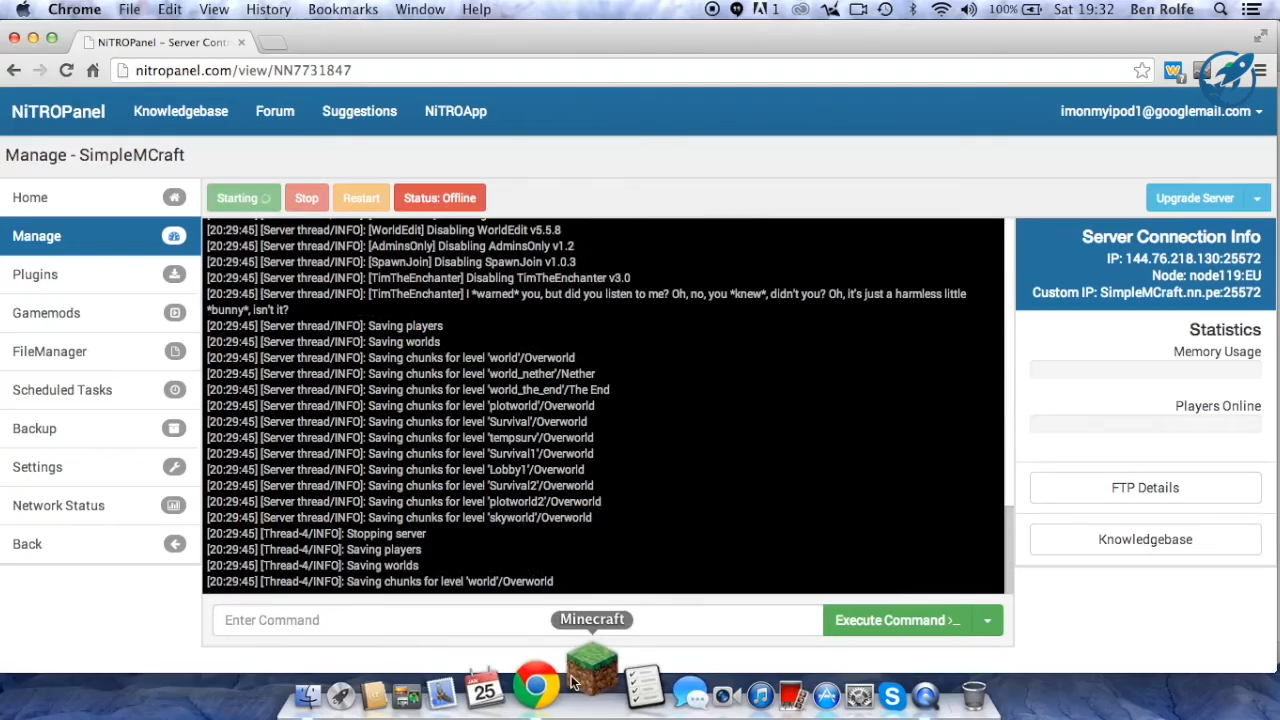 Chrome File Edit View History Bookmarks Window Help 1 100% Sat 19:32 Ben Rolfe
NiTROPanel – Server Contr
nitropanel.com/view/NN7731847
NiTROPanel Knowledgebase Forum Suggestions NiTROApp imonmyipod1@googlemail.com
Manage - SimpleMCraft
Home
Manage
Plugins
Gamemods
FileManager
Scheduled Tasks
Backup
Settings
Network Status
Back
Starting Stop Restart Status: Offline Upgrade Server
[20:29:45] [Server thread/INFO]: [WorldEdit] Disabling WorldEdit v5.5.8
[20:29:45] [Server thread/INFO]: [AdminsOnly] Disabling AdminsOnly v1.2
[20:29:45] [Server thread/INFO]: [SpawnJoin] Disabling SpawnJoin v1.0.3
[20:29:45] [Server thread/INFO]: [TimTheEnchanter] Disabling TimTheEnchanter v3.0
[20:29:45] [Server thread/INFO]: [TimTheEnchanter] I *warned* you, but did you listen to me? Oh, no, you *knew*, didn't you? Oh, it's just a harmless little
*bunny*, isn't it?
[20:29:45] [Server thread/INFO]: Saving players
[20:29:45] [Server thread/INFO]: Saving worlds
[20:29:45] [Server thread/INFO]: Saving chunks for level 'world'/Overworld
[20:29:45] [Server thread/INFO]: Saving chunks for level 'world_nether'/Nether
[20:29:45] [Server thread/INFO]: Saving chunks for level 'world_the_end'/The End
[20:29:45] [Server thread/INFO]: Saving chunks for level 'plotworld'/Overworld
[20:29:45] [Server thread/INFO]: Saving chunks for level 'Survival'/Overworld
[20:29:45] [Server thread/INFO]: Saving chunks for level 'tempsurv'/Overworld
[20:29:45] [Server thread/INFO]: Saving chunks for level 'Survival1'/Overworld
[20:29:45] [Server thread/INFO]: Saving chunks for level 'Lobby1'/Overworld
[20:29:45] [Server thread/INFO]: Saving chunks for level 'Survival2'/Overworld
[20:29:45] [Server thread/INFO]: Saving chunks for level 'plotworld2'/Overworld
[20:29:45] [Server thread/INFO]: Saving chunks for level 'skyworld'/Overworld
[20:29:45] [Thread-4/INFO]: Stopping server
[20:29:45] [Thread-4/INFO]: Saving players
[20:29:45] [Thread-4/INFO]: Saving worlds
[20:29:45] [Thread-4/INFO]: Saving chunks for level 'world'/Overworld
Enter Command
Execute Command >_
Server Connection Info
IP: 144.76.218.130:25572
Node: node119:EU
Custom IP: SimpleMCraft.nn.pe:25572
Statistics
Memory Usage
Players Online
FTP Details
Knowledgebase
Minecraft
JAN
25